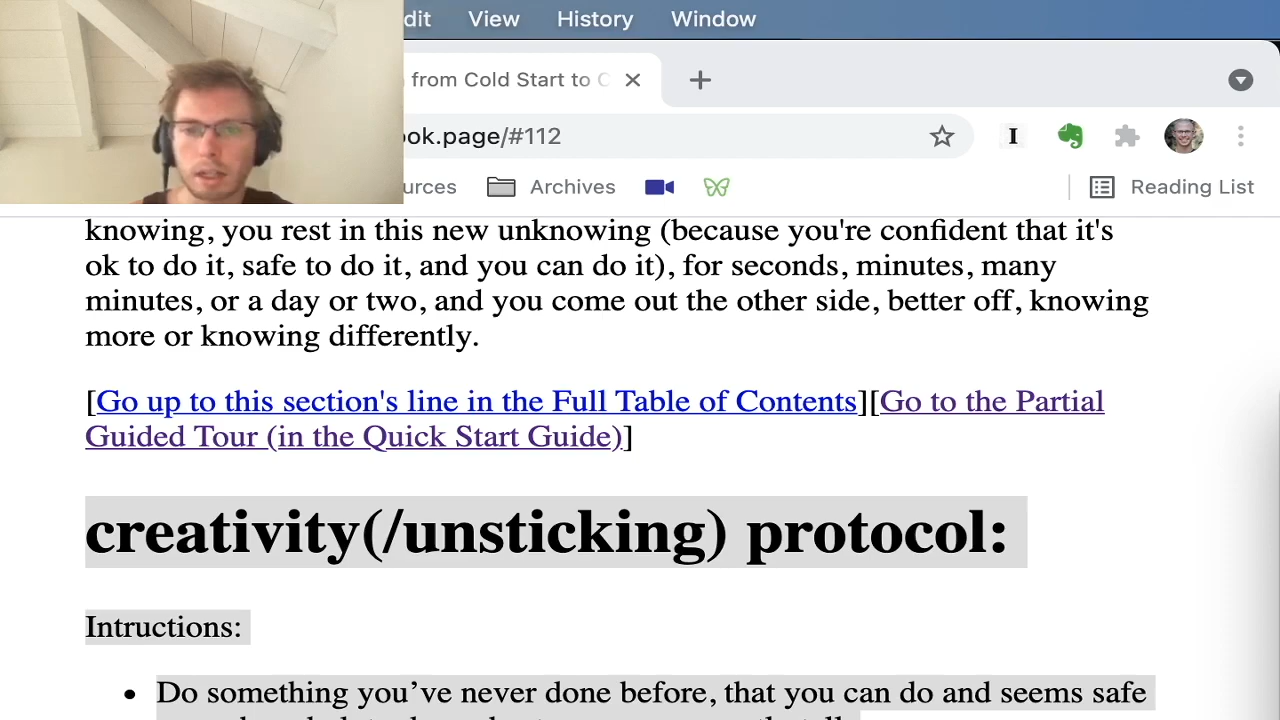 dit View History Window
from Cold Start to C
ok.page/#112
urces Archives Reading List
knowing, you rest in this new unknowing (because you're confident that it's
ok to do it, safe to do it, and you can do it), for seconds, minutes, many
minutes, or a day or two, and you come out the other side, better off, knowing
more or knowing differently.
[Go up to this section's line in the Full Table of Contents][Go to the Partial
Guided Tour (in the Quick Start Guide)]
creativity(/unsticking) protocol:
Intructions:
• Do something you’ve never done before, that you can do and seems safe